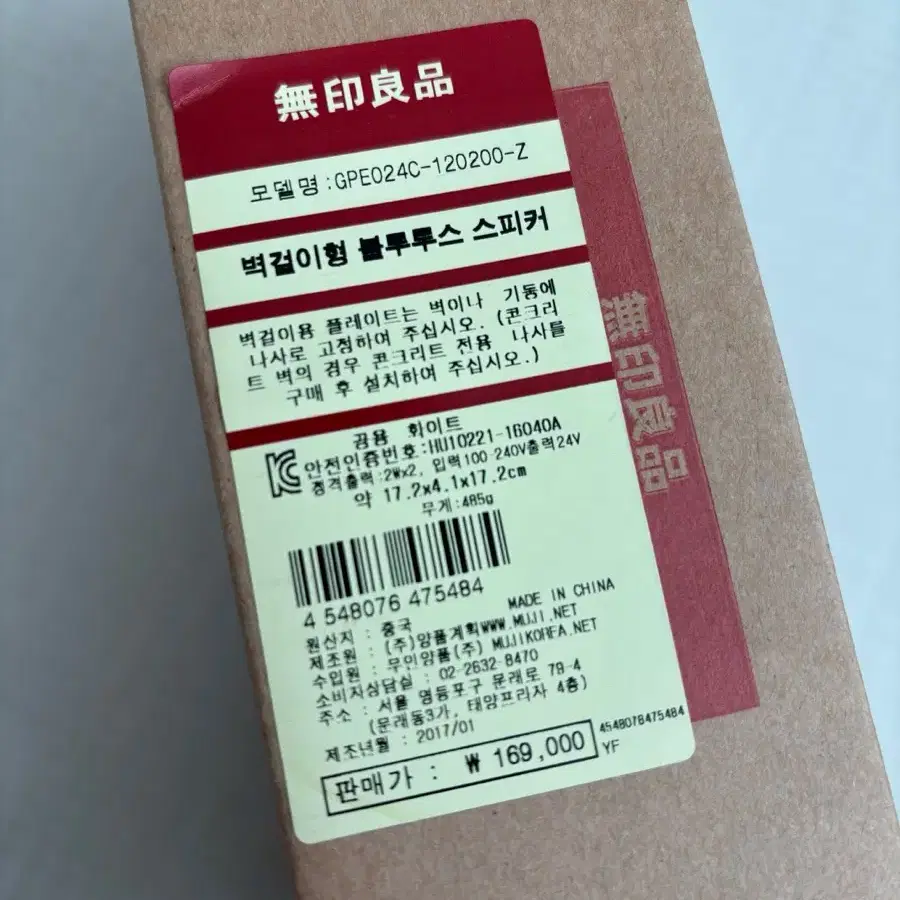 無印良品
모델명 :GPE024C-120200-Z
벽걸이형 블루투스 스피커
벽걸이용 플레이트는 벽이나 기둥에
나사로 고정하여 주십시오. (콘크리
트 벽의 경우 콘크리트 전용 나사를
구매 후 설치하여 주십시오.)
공용 화이트
안전인증번호:HU10221-16040A
정격출력:2Wx2, 입력100-240V출력24V
약 17.2x4.1x17.2cm
무게:485g
4 548076 475484
MADE IN CHINA
원산지 : 중국
제조원 : (주)양품계획WWW.MUJI.NET
수입원 : 무인양품(주) MUJIKOREA.NET
소비자상담실 : 02-2632-8470
주소 : 서울 영등포구 문래로 79-4
(문래동3가, 태양프라자 4층)
제조년월 : 2017/01
판매가 : ₩ 169,000
4548076475484
YF
無印良品